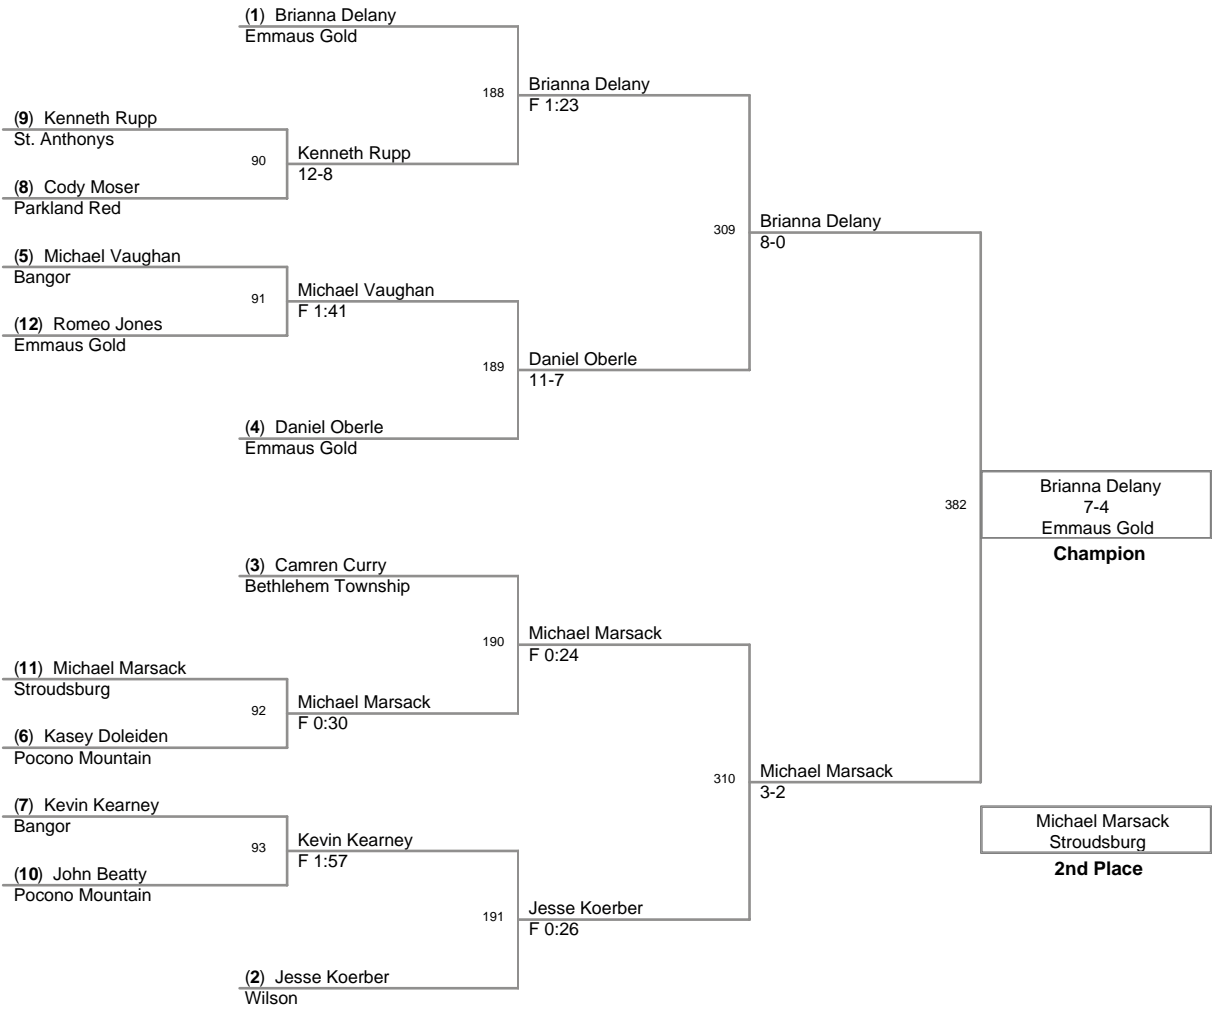 (1) Brianna Delany
Emmaus Gold
188
Brianna Delany
F 1:23
(9) Kenneth Rupp
St. Anthonys
90
Kenneth Rupp
12-8
(8) Cody Moser
Parkland Red
309
Brianna Delany
8-0
(5) Michael Vaughan
Bangor
91
Michael Vaughan
F 1:41
(12) Romeo Jones
Emmaus Gold
189
Daniel Oberle
11-7
(4) Daniel Oberle
Emmaus Gold
382
Brianna Delany
7-4
Emmaus Gold
Champion
(3) Camren Curry
Bethlehem Township
190
Michael Marsack
F 0:24
(11) Michael Marsack
Stroudsburg
92
Michael Marsack
F 0:30
(6) Kasey Doleiden
Pocono Mountain
310
Michael Marsack
3-2
(7) Kevin Kearney
Bangor
93
Kevin Kearney
F 1:57
(10) John Beatty
Pocono Mountain
Michael Marsack
Stroudsburg
2nd Place
191
Jesse Koerber
F 0:26
(2) Jesse Koerber
Wilson